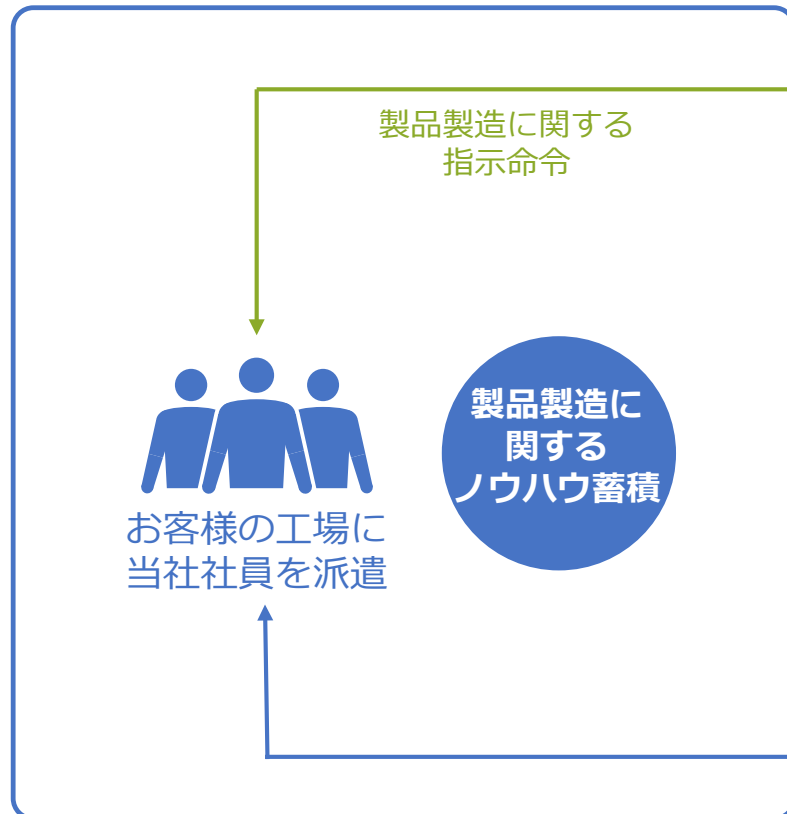 製品製造に関する
指示命令
製品製造に
関する
ノウハウ蓄積
お客様の工場に
当社社員を派遣